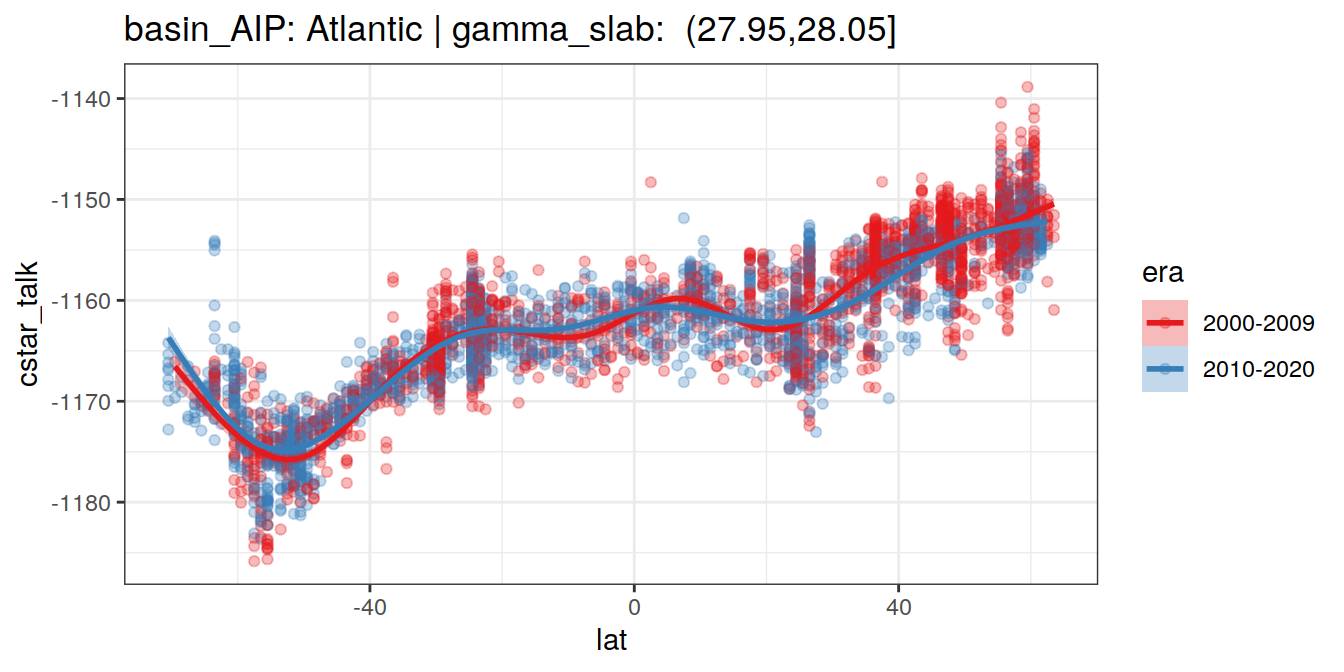 basin_AIP: Atlantic | gamma_slab:  (27.95,28.05]
-1140
-1150
-1160
-1170
-1180
cstar_talk
-40
0
40
lat
era
2000-2009
2010-2020